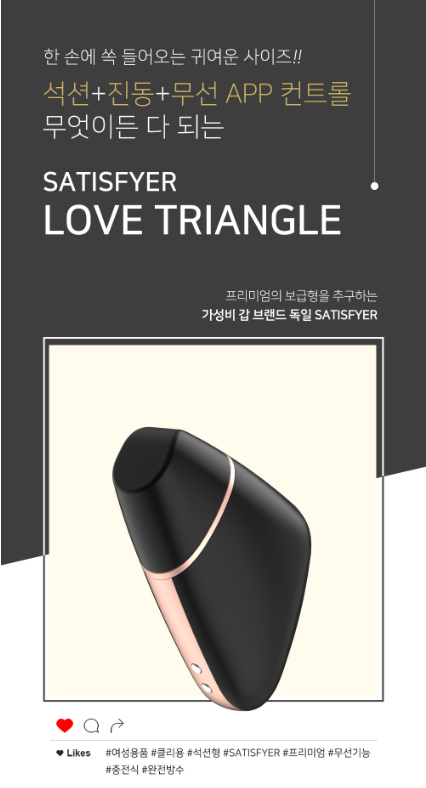 한 손에 쏙 들어오는 귀여운 사이즈!!
석션+진동+무선 APP 컨트롤
무엇이든 다 되는
SATISFYER
LOVE TRIANGLE
프리미엄의 보급형을 추구하는
가성비 갑 브랜드 독일 SATISFYER
♥ Likes #여성용품 #클리용 #석션형 #SATISFYER #프리미엄 #무선기능
#충전식 #완전방수